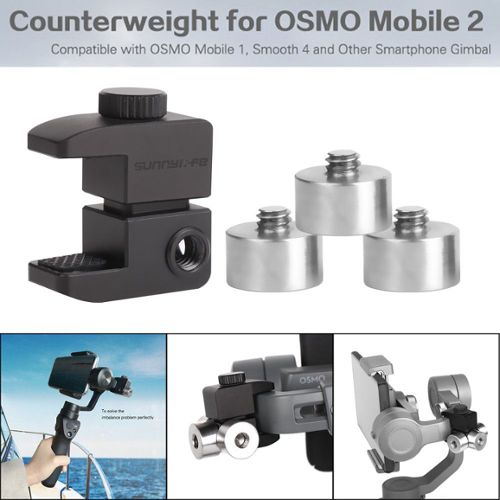 Counterweight for OSMO Mobile 2
Compatible with OSMO Mobile 1, Smooth 4 and Other Smartphone Gimbal
SUNNYLIFE
To solve the
imbalance problem perfectly
OSMO